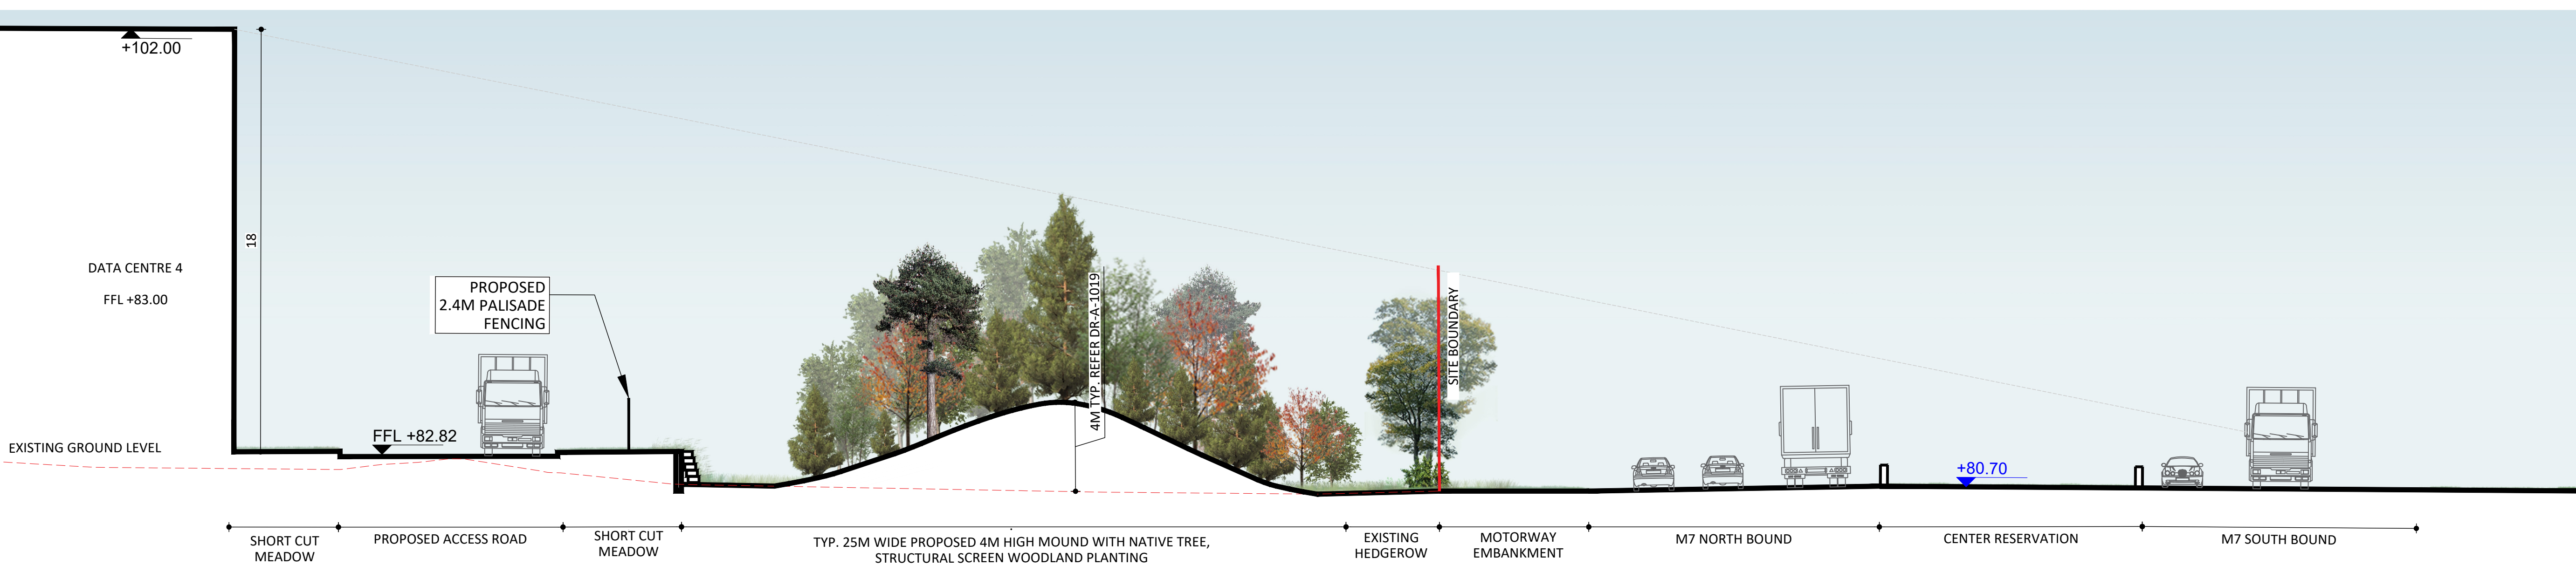 +102.00
18
DATA CENTRE 4
FFL +83.00
PROPOSED
2.4M PALISADE
FENCING
EXISTING GROUND LEVEL
FFL +82.82
4M TYP. REFER DR-A-1019
SITE BOUNDARY
+80.70
SHORT CUT
MEADOW
PROPOSED ACCESS ROAD
SHORT CUT
MEADOW
TYP. 25M WIDE PROPOSED 4M HIGH MOUND WITH NATIVE TREE,
STRUCTURAL SCREEN WOODLAND PLANTING
EXISTING
HEDGEROW
MOTORWAY
EMBANKMENT
M7 NORTH BOUND
CENTER RESERVATION
M7 SOUTH BOUND